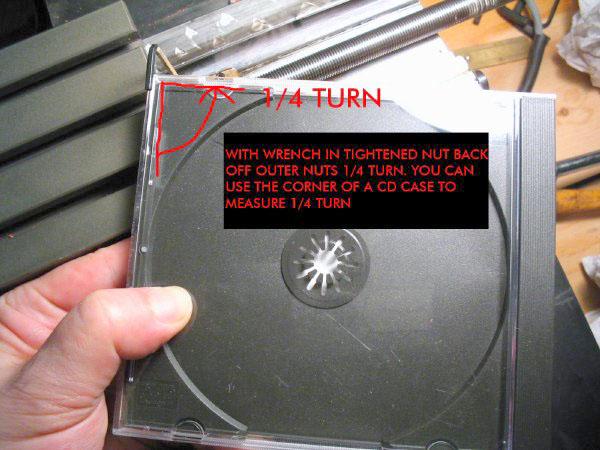 1/4 TURN
WITH WRENCH IN TIGHTENED NUT BACK
OFF OUTER NUTS 1/4 TURN. YOU CAN
USE THE CORNER OF A CD CASE TO
MEASURE 1/4 TURN